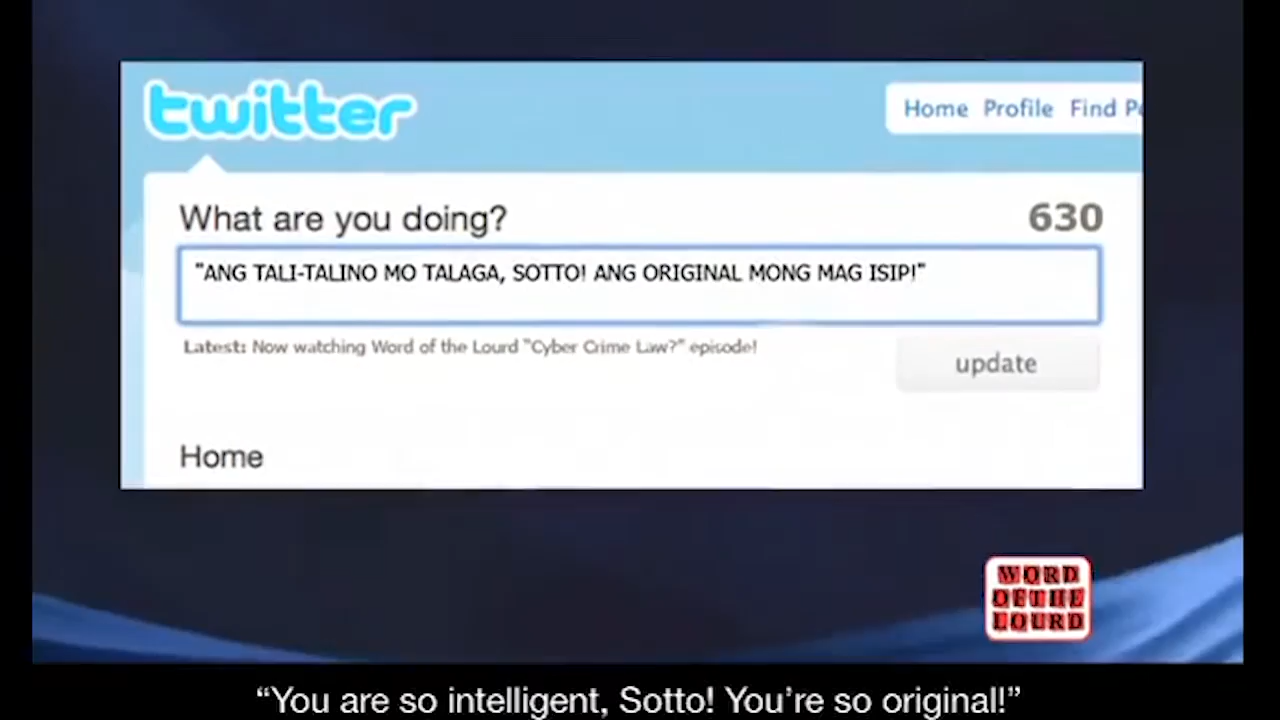 twitter
Home Profile Find
What are you doing?
630
"ANG TALI-TALINO MO TALAGA, SOTTO! ANG ORIGINAL MONG MAG ISIP!"
Latest: Now watching Word of the Lourd "Cyber Crime Law?" episode!
update
Home
WORD
OF THE
LOURD
“You are so intelligent, Sotto! You’re so original!”